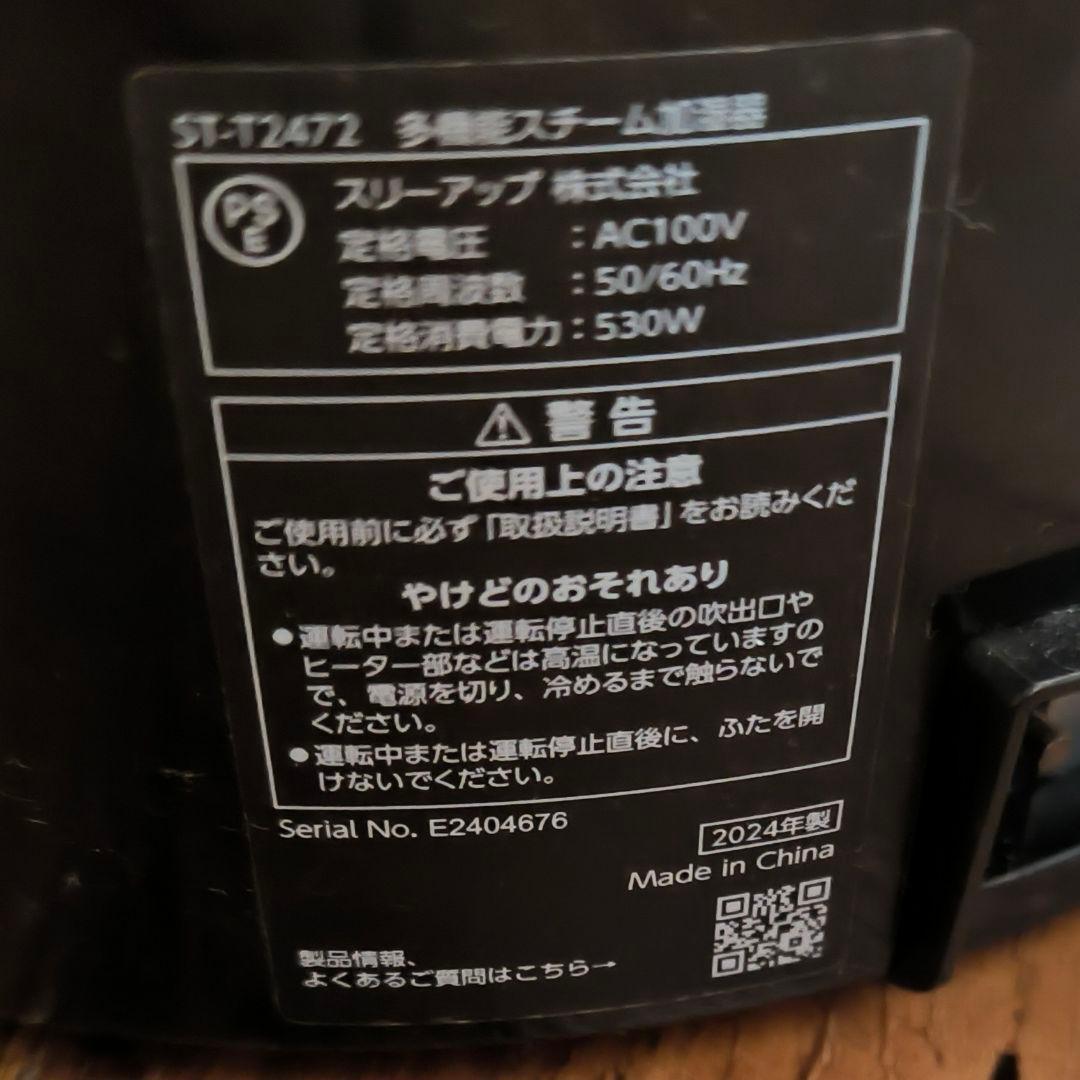 ST-T2472 多機能スチーム加湿器
PS
E
スリーアップ 株式会社
定格電圧 : AC100V
定格周波数 : 50/60Hz
定格消費電力 : 530W
警告
ご使用上の注意
ご使用前に必ず「取扱説明書」をお読みくだ
さい。
やけどのおそれあり
●運転中または運転停止直後の吹出口や
ヒーター部などは高温になっていますの
で、電源を切り、冷めるまで触らないで
ください。
●運転中または運転停止直後に、ふたを開
けないでください。
Serial No. E2404676
2024年製
Made in China
製品情報、
よくあるご質問はこちら→